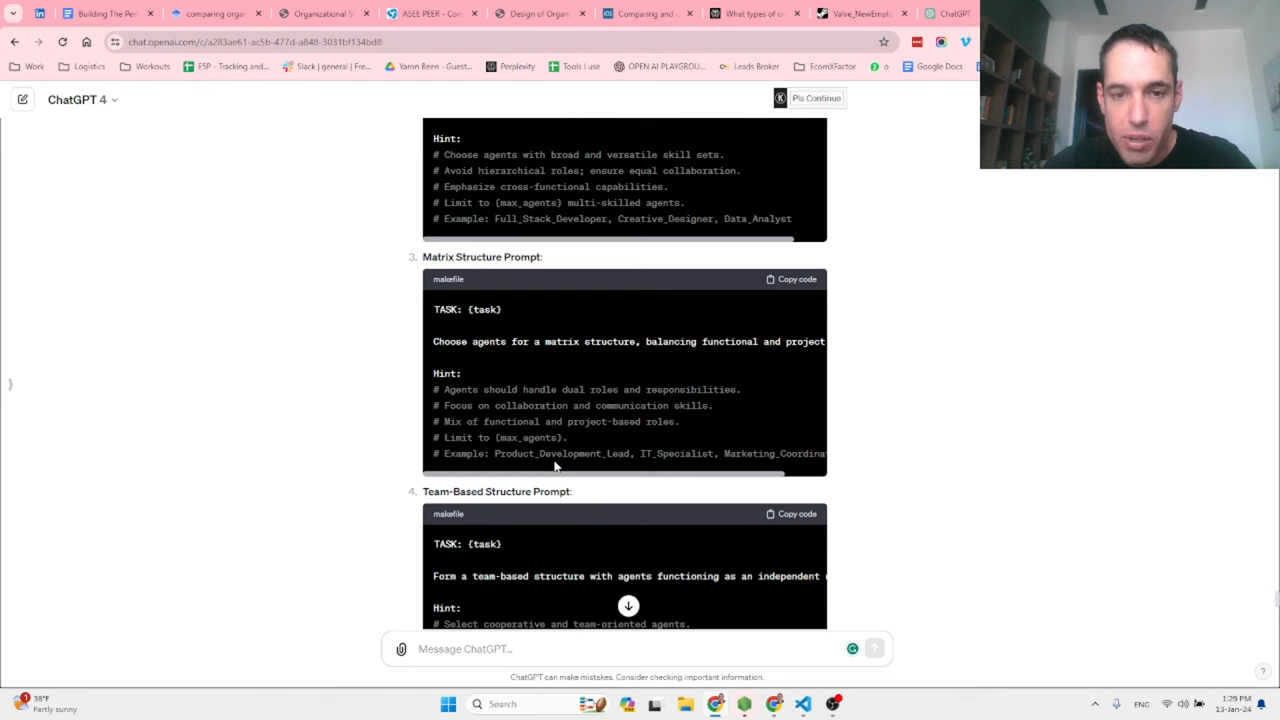 Building The Per
comparing organ
Organizational St
ASEE PEER - Con
Design of Organ
Comparing and c
What types of os
Valve_NewEmplo
ChatGPT
chat.openai.com/c/a283ae61-ac5b-477d-a848-3031bf134bd8
Work
Logistics
Workouts
E5P - Tracking and...
Slack | general | Fre...
Yaron Been - Guest...
Perplexity
Tools I use
OPEN AI PLAYGROU...
Leads Broker
EcomXFactor
Google Docs
ChatGPT 4
Pls Continue
Hint:
# Choose agents with broad and versatile skill sets.
# Avoid hierarchical roles; ensure equal collaboration.
# Emphasize cross-functional capabilities.
# Limit to {max_agents} multi-skilled agents.
# Example: Full_Stack_Developer, Creative_Designer, Data_Analyst
3. Matrix Structure Prompt:
makefile
Copy code
TASK: {task}
Choose agents for a matrix structure, balancing functional and project
Hint:
# Agents should handle dual roles and responsibilities.
# Focus on collaboration and communication skills.
# Mix of functional and project-based roles.
# Limit to {max_agents}.
# Example: Product_Development_Lead, IT_Specialist, Marketing_Coordinat
4. Team-Based Structure Prompt:
makefile
Copy code
TASK: {task}
Form a team-based structure with agents functioning as an independent
Hint:
# Select cooperative and team-oriented agents.
Message ChatGPT...
ChatGPT can make mistakes. Consider checking important information.
?
38°F
Partly sunny
Search
ENG
1:29 PM
13-Jan-24